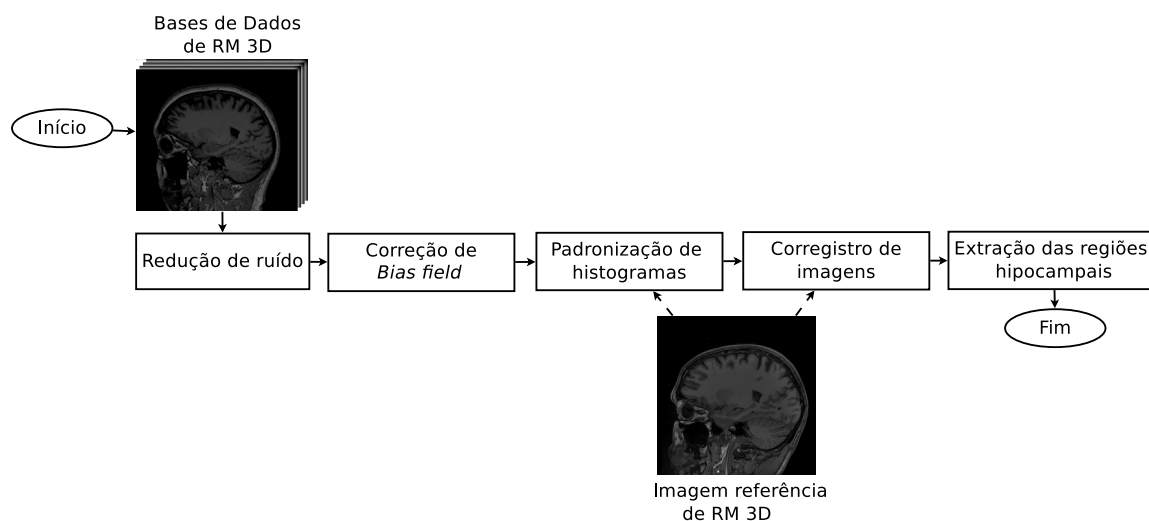 Bases de Dados
de RM 3D
Início
Redução de ruído
Correção de
Bias field
Padronização de
histogramas
Corregistro de
imagens
Extração das regiões
hipocampais
Fim
Imagem referência
de RM 3D